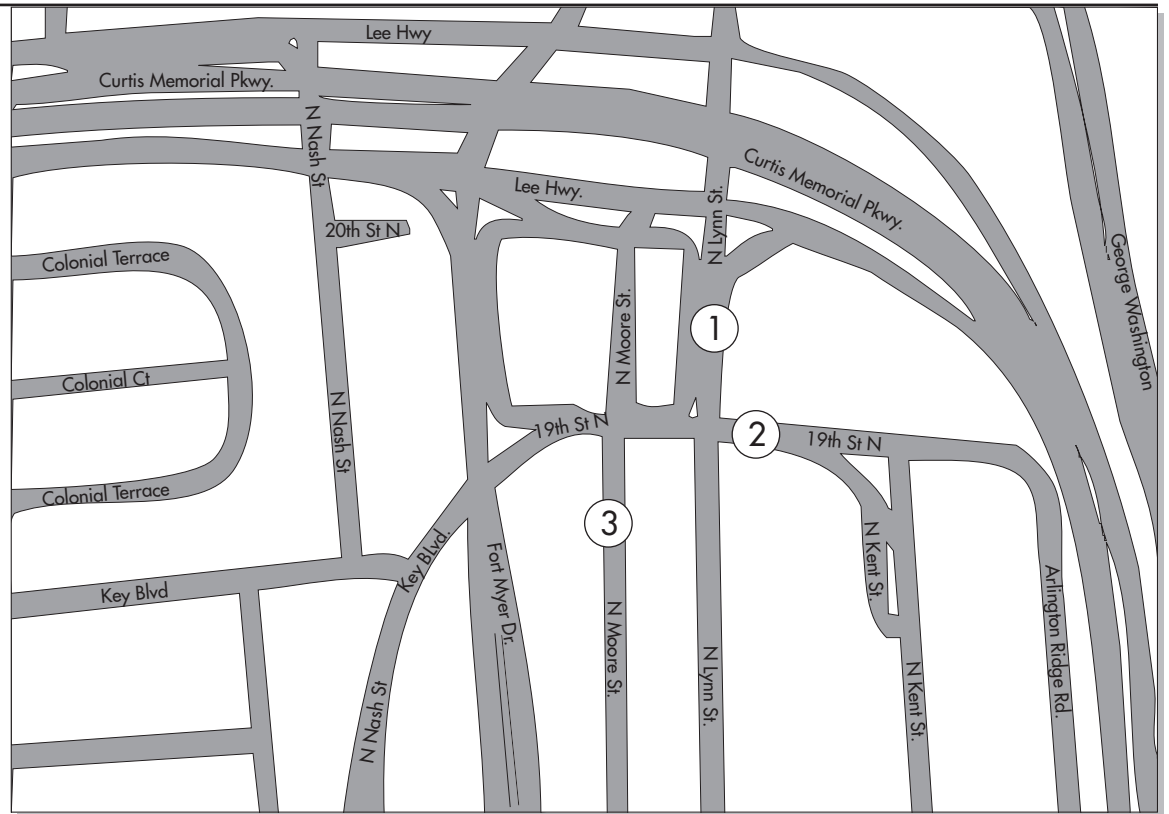 Lee Hwy
Curtis Memorial Pkwy.
N Nash St
Curtis Memorial Pkwy.
Lee Hwy.
N Lynn St.
20th St N
Colonial Terrace
George Washington
N Moore St.
1
Colonial Ct
N Nash St
19th St N
2
19th St N
Colonial Terrace
3
N Kent St.
Key Blvd.
Fort Myer Dr.
Key Blvd
Arlington Ridge Rd.
N Moore St.
N Lynn St.
N Kent St.
N Nash St